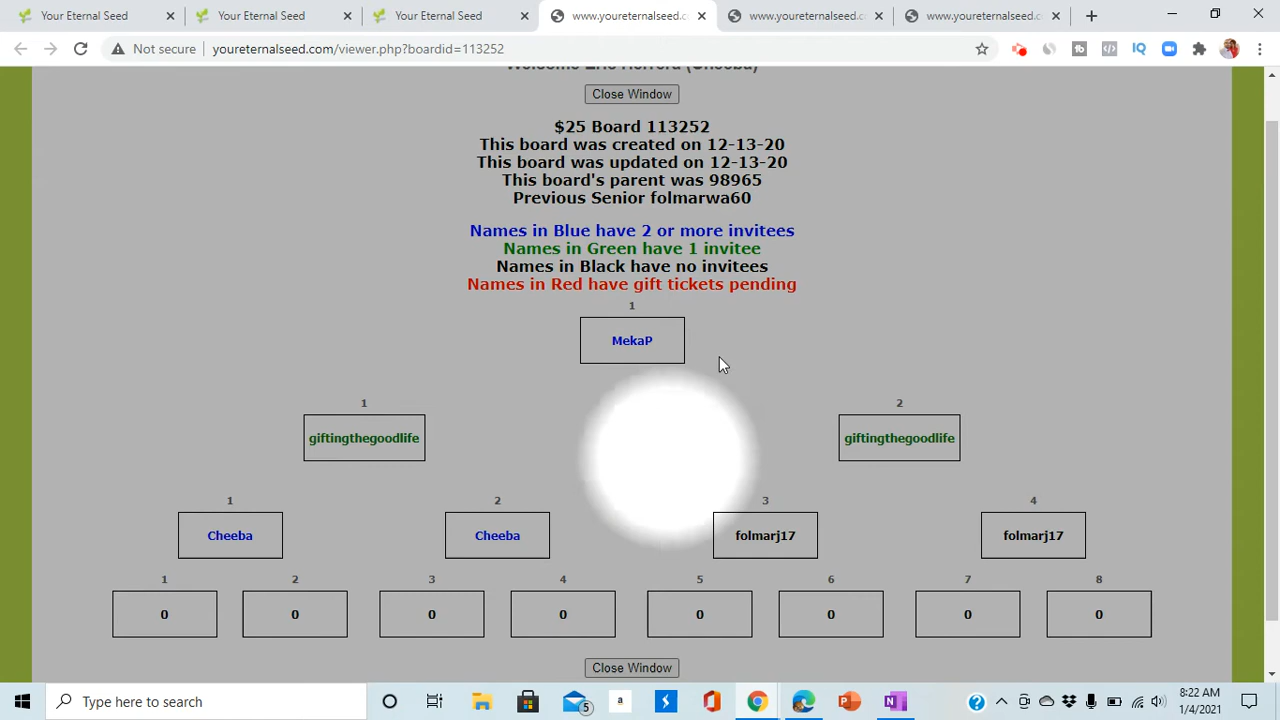 Your Eternal Seed
Your Eternal Seed
Your Eternal Seed
www.youreternalseed.co
www.youreternalseed.co
www.youreternalseed.co
Not secure
youreternalseed.com/viewer.php?boardid=113252
Close Window
$25 Board 113252
This board was created on 12-13-20
This board was updated on 12-13-20
This board's parent was 98965
Previous Senior folmarwa60
Names in Blue have 2 or more invitees
Names in Green have 1 invitee
Names in Black have no invitees
Names in Red have gift tickets pending
1
MekaP
1 2
giftingthegoodlife giftingthegoodlife
1 2 3 4
Cheeba Cheeba folmarj17 folmarj17
1 2 3 4 5 6 7 8
0 0 0 0 0 0 0 0
Close Window
Type here to search
5
a
8:22 AM
1/4/2021